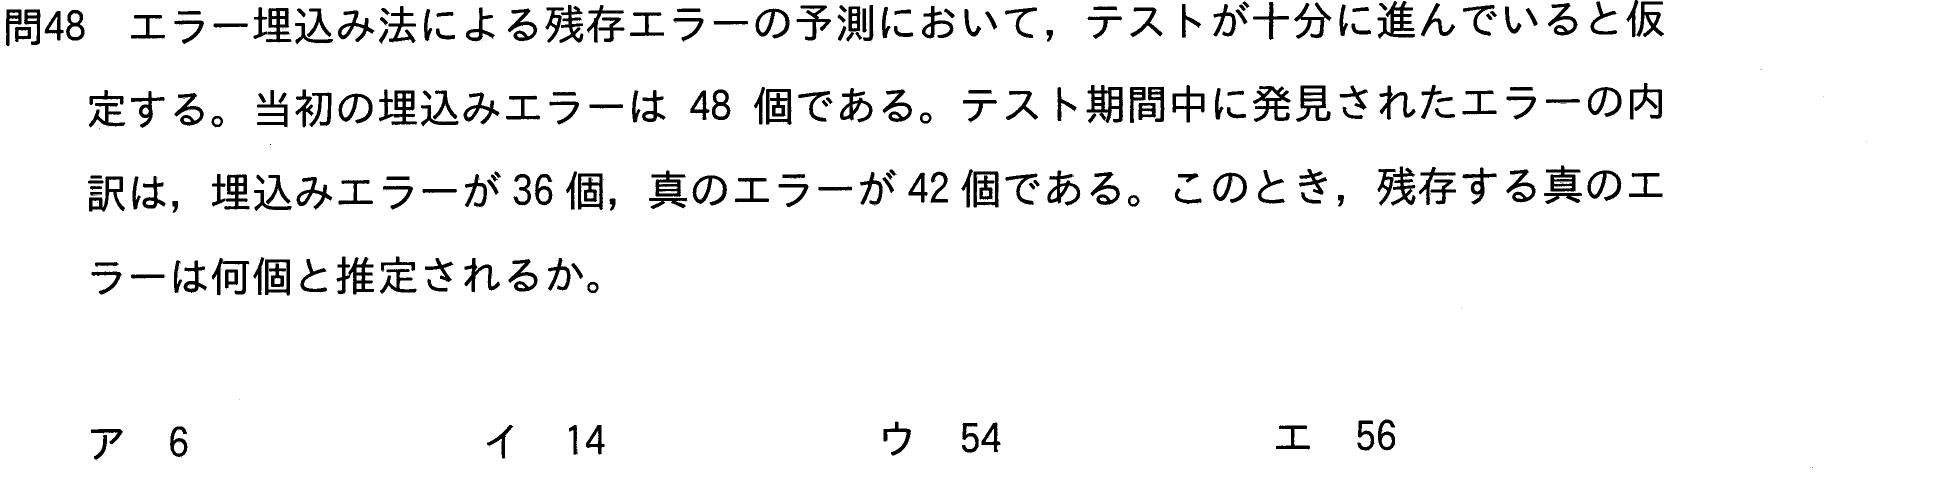 問48 エラー埋込み法による残存エラーの予測において，テストが十分に進んでいると仮
定する。当初の埋込みエラーは 48 個である。テスト期間中に発見されたエラーの内
訳は，埋込みエラーが 36 個，真のエラーが 42 個である。このとき，残存する真のエ
ラーは何個と推定されるか。
ア 6 イ 14 ウ 54 エ 56